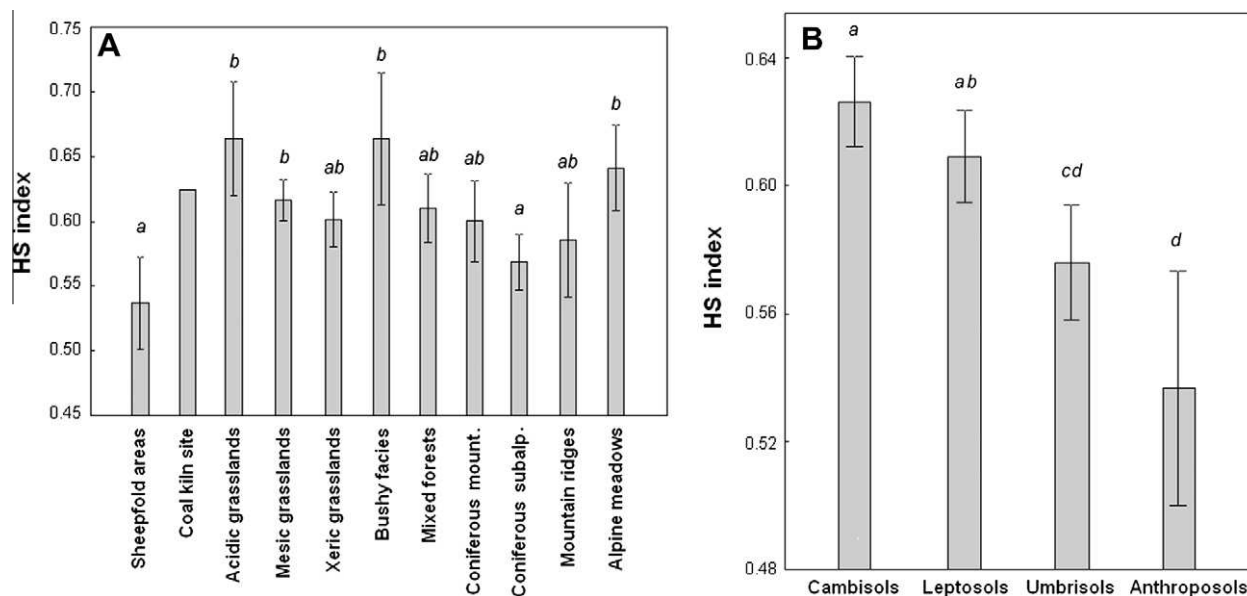 A
HS index
0.75
0.70
0.65
0.60
0.55
0.50
0.45
a
b
b
ab
b
ab
ab
a
ab
b
Sheepfold areas
Coal kiln site
Acidic grasslands
Mesic grasslands
Xeric grasslands
Bushy facies
Mixed forests
Coniferous mount.
Coniferous subalp.
Mountain ridges
Alpine meadows
B
HS index
0.64
0.60
0.56
0.52
0.48
a
ab
cd
d
Cambisols Leptosols Umbrisols Anthroposols